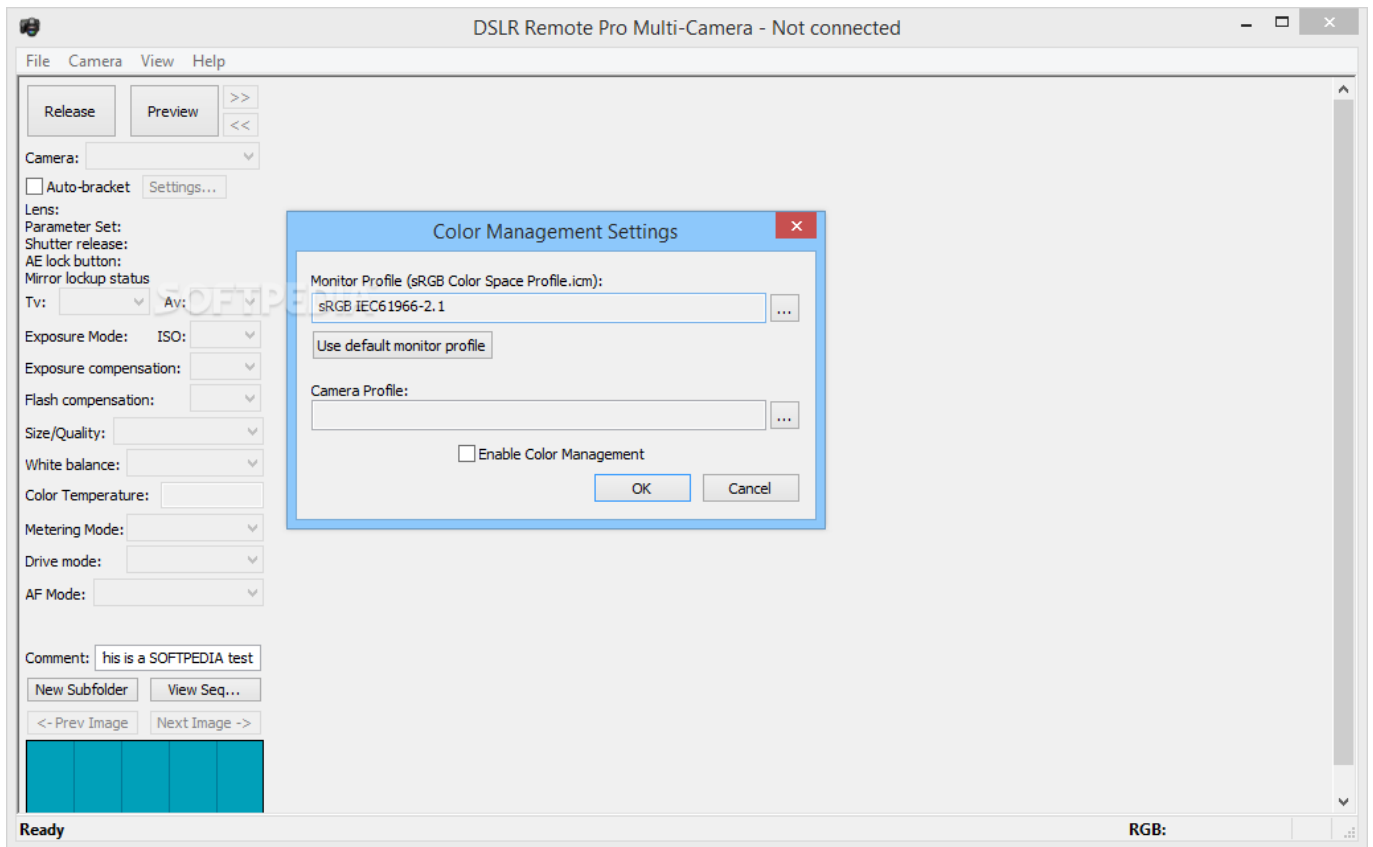 DSLR Remote Pro Multi-Camera - Not connected
File Camera View Help
Release Preview >>
<<
Camera:
Auto-bracket Settings...
Lens:
Parameter Set:
Shutter release:
AE lock button:
Mirror lockup status
Tv: Av:
Exposure Mode: ISO:
Exposure compensation:
Flash compensation:
Size/Quality:
White balance:
Color Temperature:
Metering Mode:
Drive mode:
AF Mode:
Comment: his is a SOFTPEDIA test
New Subfolder View Seq...
<- Prev Image Next Image ->
Color Management Settings
Monitor Profile (sRGB Color Space Profile.icm):
sRGB IEC61966-2.1 ...
Use default monitor profile
Camera Profile:
...
Enable Color Management
OK Cancel
SOFTPEDIA
Ready RGB: